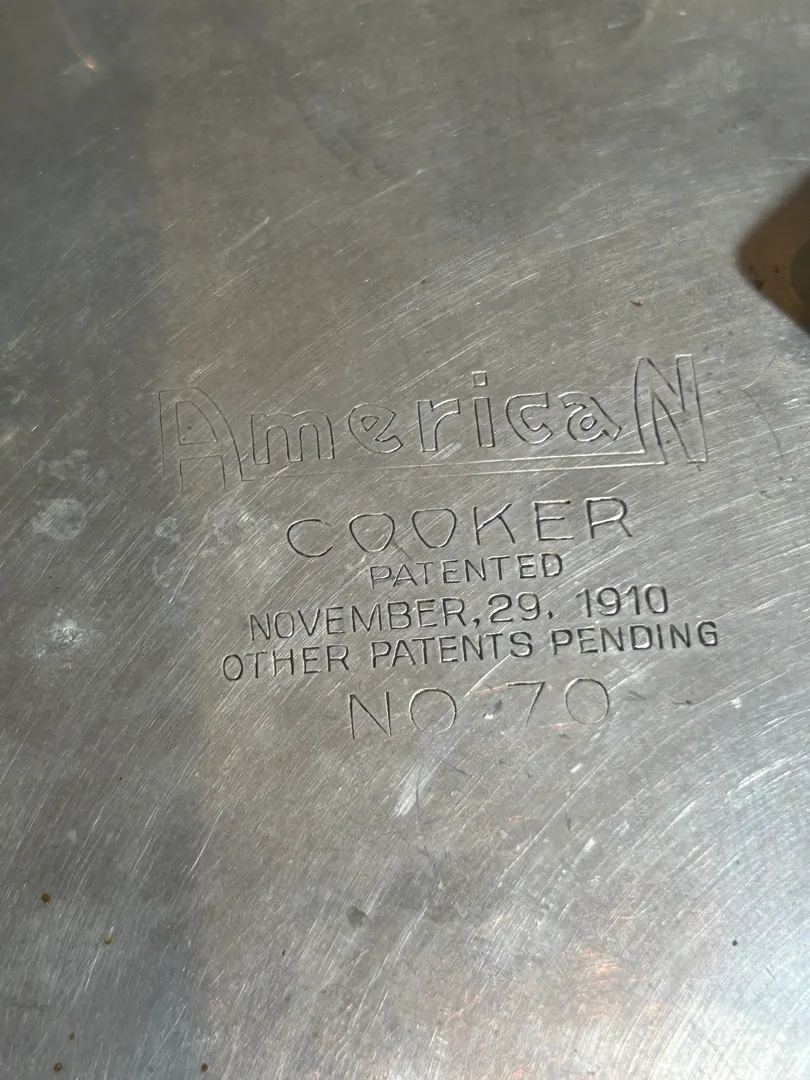 AmericaN
COOKER
PATENTED
NOVEMBER, 29, 1910
OTHER PATENTS PENDING
NO 70